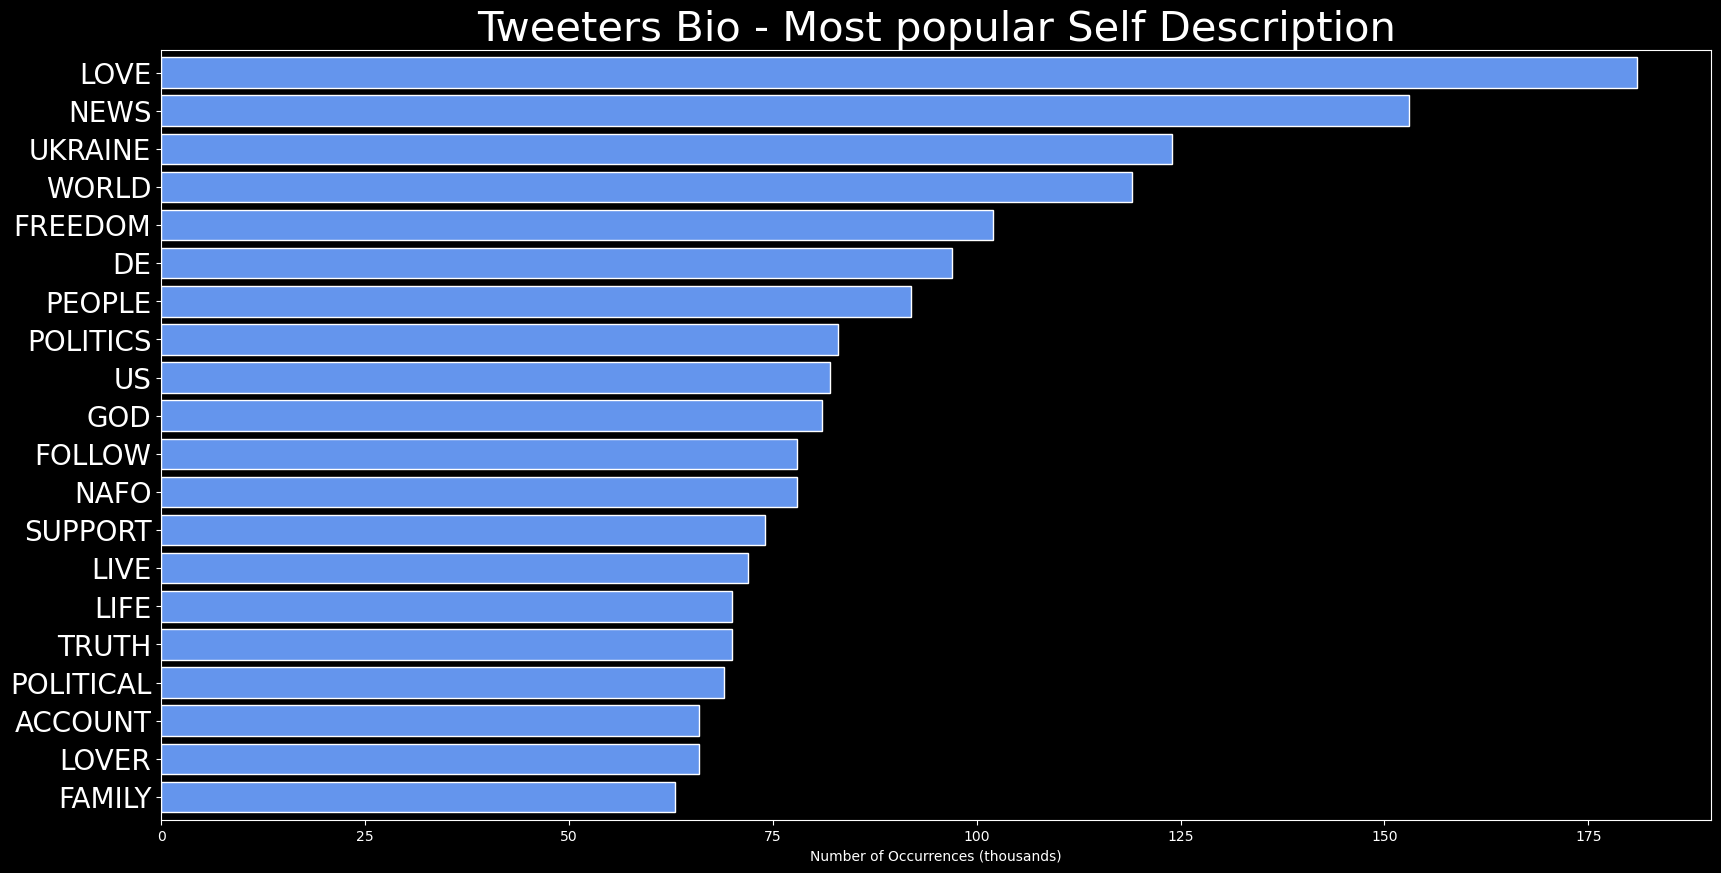 Tweeters Bio - Most popular Self Description
LOVE
NEWS
UKRAINE
WORLD
FREEDOM
DE
PEOPLE
POLITICS
US
GOD
FOLLOW
NAFO
SUPPORT
LIVE
LIFE
TRUTH
POLITICAL
ACCOUNT
LOVER
FAMILY
0 25 50 75 100 125 150 175
Number of Occurrences (thousands)